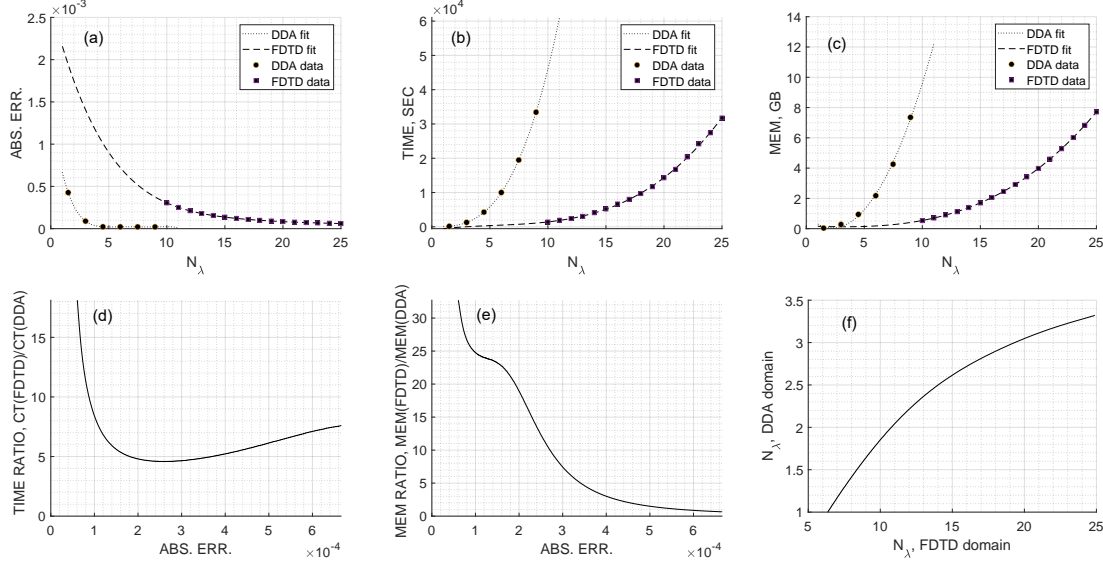 (a)
2.5 ×10⁻³
2
1.5
1
0.5
0
0 5 10 15 20 25
ABS. ERR.
N_λ
DDA fit
FDTD fit
DDA data
FDTD data
(b)
6 ×10⁴
5
4
3
2
1
0
0 5 10 15 20 25
TIME, SEC
N_λ
DDA fit
FDTD fit
DDA data
FDTD data
(c)
14
12
10
8
6
4
2
0
0 5 10 15 20 25
MEM, GB
N_λ
DDA fit
FDTD fit
DDA data
FDTD data
(d)
15
10
5
0
0 1 2 3 4 5 6
×10⁻⁴
TIME RATIO, CT(FDTD)/CT(DDA)
ABS. ERR.
(e)
30
25
20
15
10
5
0
0 1 2 3 4 5 6
×10⁻⁴
MEM RATIO, MEM(FDTD)/MEM(DDA)
ABS. ERR.
(f)
3.5
3
2.5
2
1.5
1
5 10 15 20 25
N_λ, DDA domain
N_λ, FDTD domain